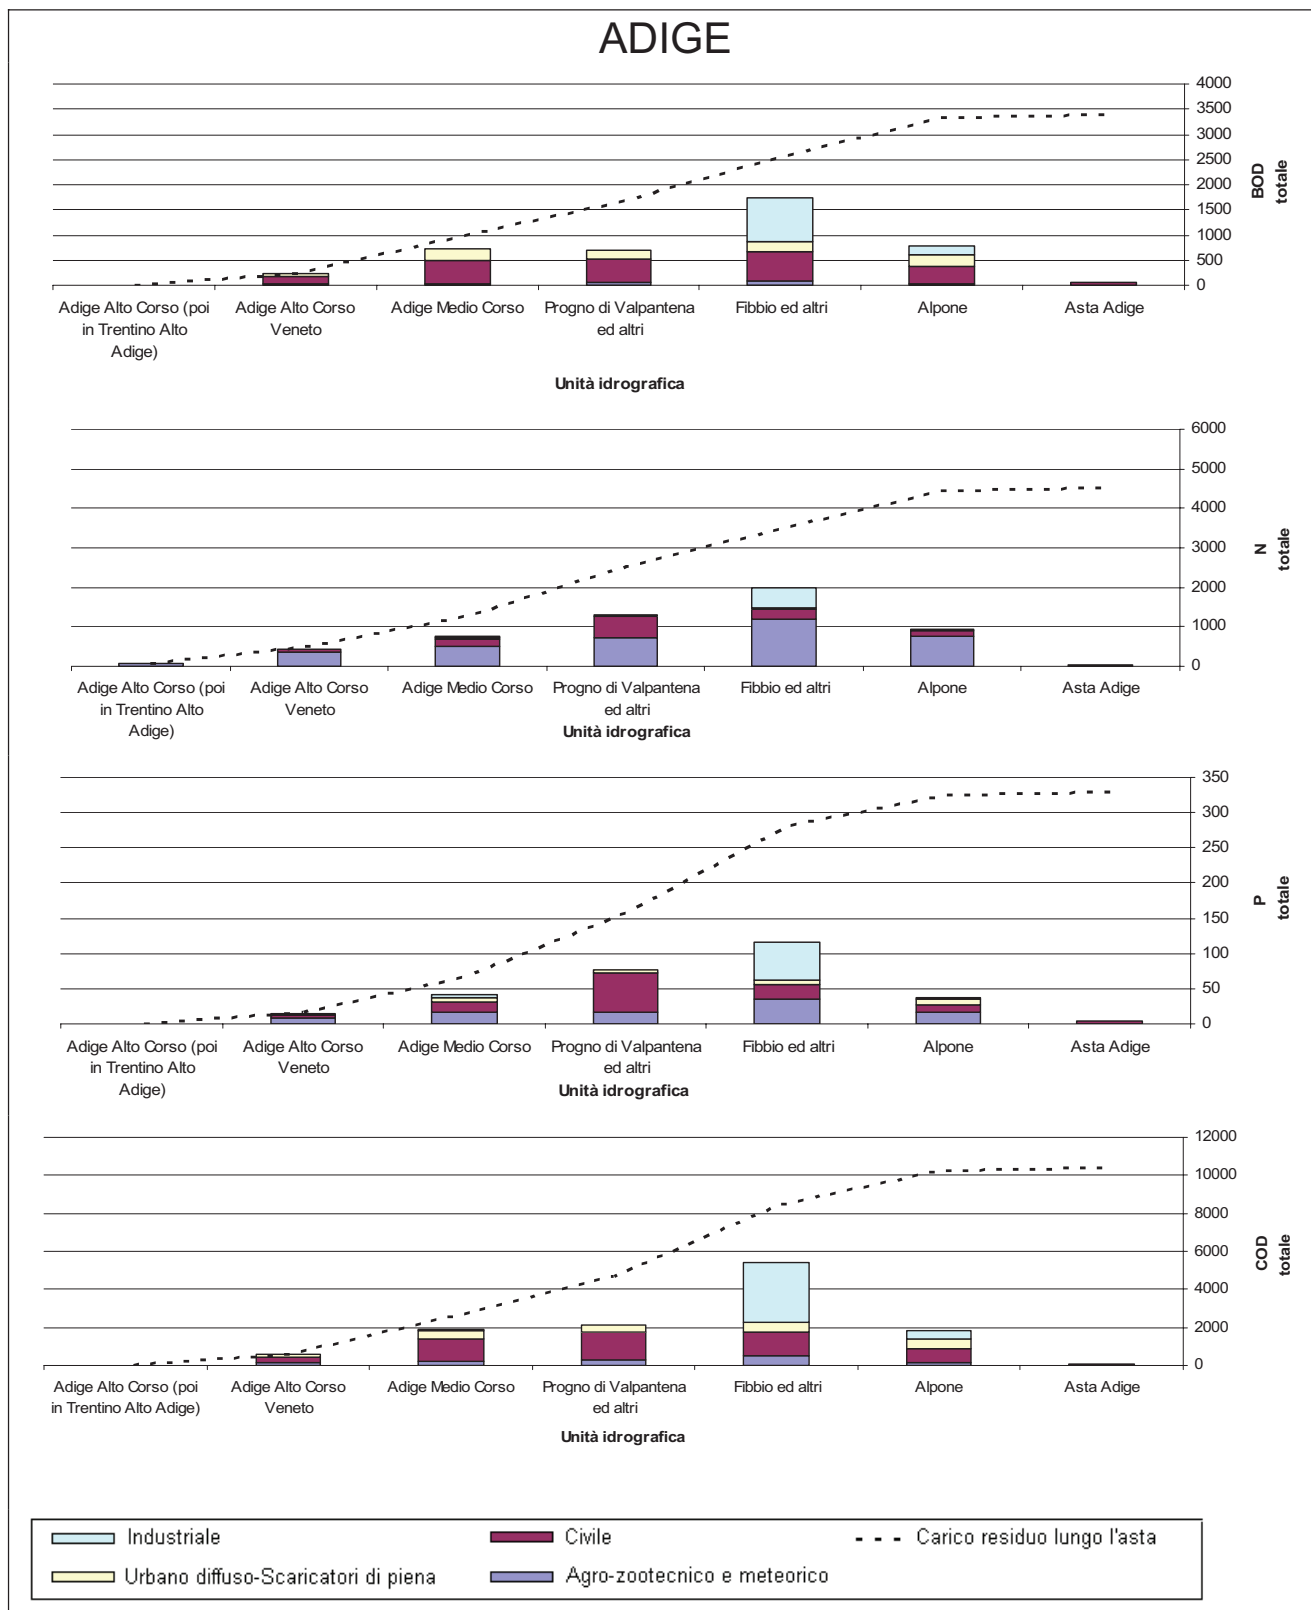 ADIGE
4000
3500
3000
2500
2000
1500
1000
500
0
BOD
totale
Adige Alto Corso (poi
in Trentino Alto
Adige)
Adige Alto Corso
Veneto
Adige Medio Corso
Progno di Valpantena
ed altri
Fibbio ed altri
Alpone
Asta Adige
Unità idrografica
6000
5000
4000
3000
2000
1000
0
N
totale
Adige Alto Corso (poi
in Trentino Alto
Adige)
Adige Alto Corso
Veneto
Adige Medio Corso
Progno di Valpantena
ed altri
Fibbio ed altri
Alpone
Asta Adige
Unità idrografica
350
300
250
200
150
100
50
0
P
totale
Adige Alto Corso (poi
in Trentino Alto
Adige)
Adige Alto Corso
Veneto
Adige Medio Corso
Progno di Valpantena
ed altri
Fibbio ed altri
Alpone
Asta Adige
Unità idrografica
12000
10000
8000
6000
4000
2000
0
COD
totale
Adige Alto Corso (poi
in Trentino Alto Adige)
Adige Alto Corso
Veneto
Adige Medio Corso
Progno di Valpantena
ed altri
Fibbio ed altri
Alpone
Asta Adige
Unità idrografica
Industriale
Civile
Carico residuo lungo l'asta
Urbano diffuso-Scaricatori di piena
Agro-zootecnico e meteorico